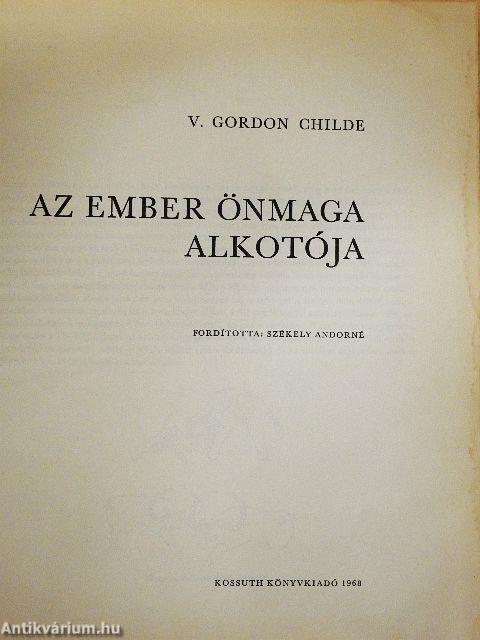 V. GORDON CHILDE
AZ EMBER ÖNMAGA
ALKOTÓJA
FORDÍTOTTA: SZÉKELY ANDORNÉ
KOSSUTH KÖNYVKIADÓ 1968
Antikvárium.hu